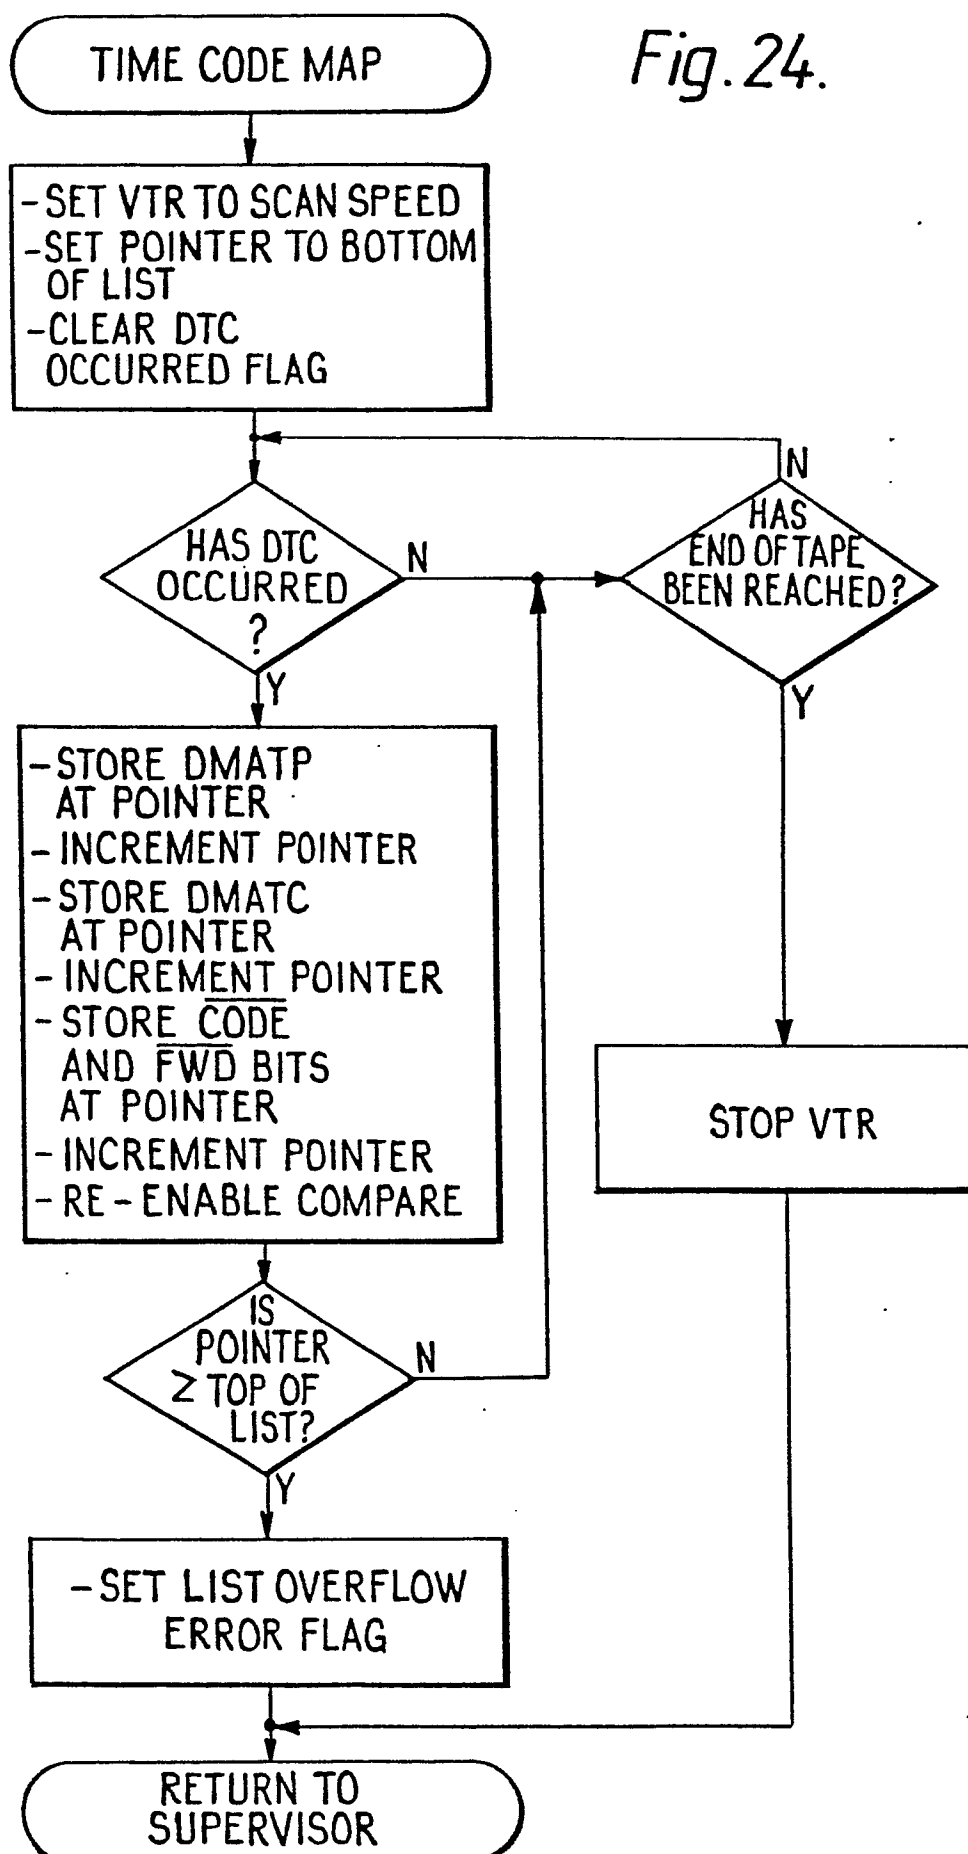 TIME CODE MAP
Fig. 24.
-SET VTR TO SCAN SPEED
-SET POINTER TO BOTTOM
OF LIST
-CLEAR DTC
OCCURRED FLAG
HAS DTC
OCCURRED
?
N
Y
N
HAS
END OF TAPE
BEEN REACHED?
Y
-STORE DMATP
AT POINTER
-INCREMENT POINTER
-STORE DMATC
AT POINTER
-INCREMENT POINTER
-STORE C̅O̅D̅E̅
AND F̅W̅D̅ BITS
AT POINTER
-INCREMENT POINTER
-RE-ENABLE COMPARE
STOP VTR
IS
POINTER
≥ TOP OF
LIST?
N
Y
-SET LIST OVERFLOW
ERROR FLAG
RETURN TO
SUPERVISOR